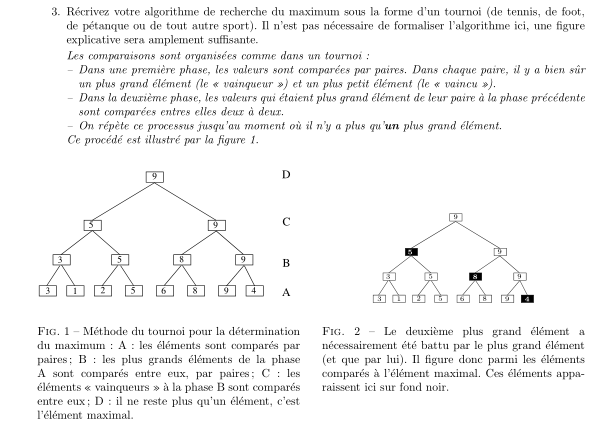 3. Récrivez votre algorithme de recherche du maximum sous la forme d'un tournoi (de tennis, de foot,
de pétanque ou de tout autre sport). Il n'est pas nécessaire de formaliser l'algorithme ici, une figure
explicative sera amplement suffisante.
Les comparaisons sont organisées comme dans un tournoi :
– Dans une première phase, les valeurs sont comparées par paires. Dans chaque paire, il y a bien sûr
un plus grand élément (le « vainqueur ») et un plus petit élément (le « vaincu »).
– Dans la deuxième phase, les valeurs qui étaient plus grand élément de leur paire à la phase précédente
sont comparées entres elles deux à deux.
– On répète ce processus jusqu'au moment où il n'y a plus qu'un plus grand élément.
Ce procédé est illustré par la figure 1.
9 D
5 9 C
3 5 8 9 B
3 1 2 5 6 8 9 4 A
9
5 9
3 5 8 9
3 1 2 5 6 8 9 4
FIG. 1 – Méthode du tournoi pour la détermination
du maximum : A : les éléments sont comparés par
paires ; B : les plus grands éléments de la phase
A sont comparés entre eux, par paires ; C : les
éléments « vainqueurs » à la phase B sont comparés
entre eux ; D : il ne reste plus qu'un élément, c'est
l'élément maximal.
FIG. 2 – Le deuxième plus grand élément a
nécessairement été battu par le plus grand élément
(et que par lui). Il figure donc parmi les éléments
comparés à l'élément maximal. Ces éléments appa-
raissent ici sur fond noir.